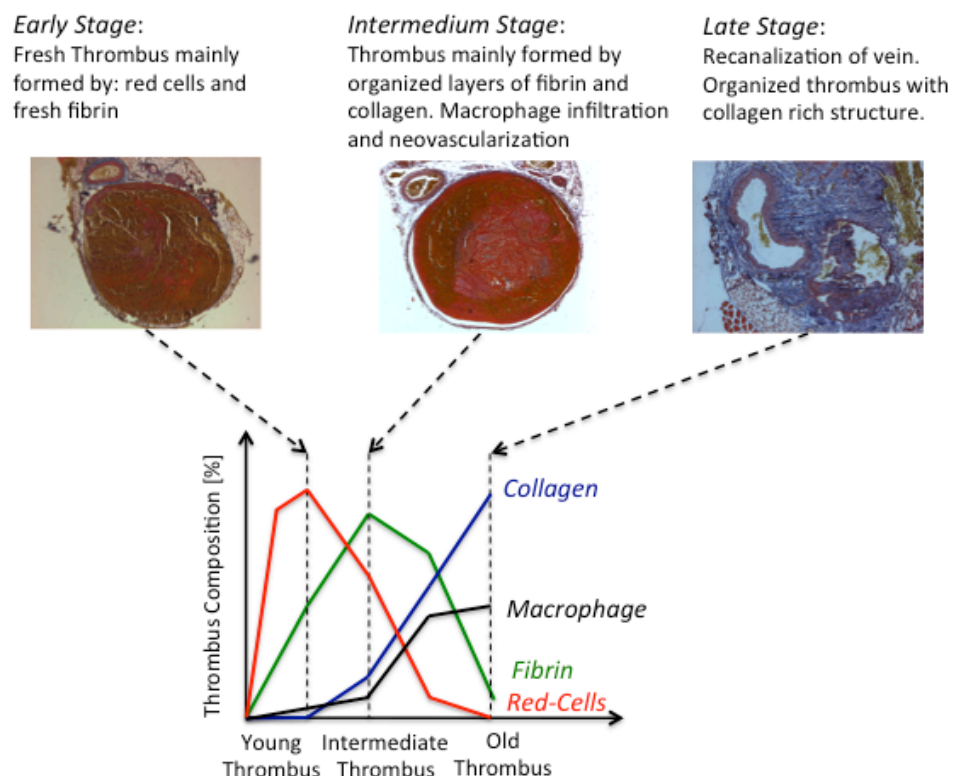 Early Stage:
Fresh Thrombus mainly
formed by: red cells and
fresh fibrin
Intermedium Stage:
Thrombus mainly formed by
organized layers of fibrin and
collagen. Macrophage infiltration
and neovascularization
Late Stage:
Recanalization of vein.
Organized thrombus with
collagen rich structure.
Thrombus Composition [%]
Collagen
Macrophage
Fibrin
Red-Cells
Young
Thrombus
Intermediate
Thrombus
Old
Thrombus